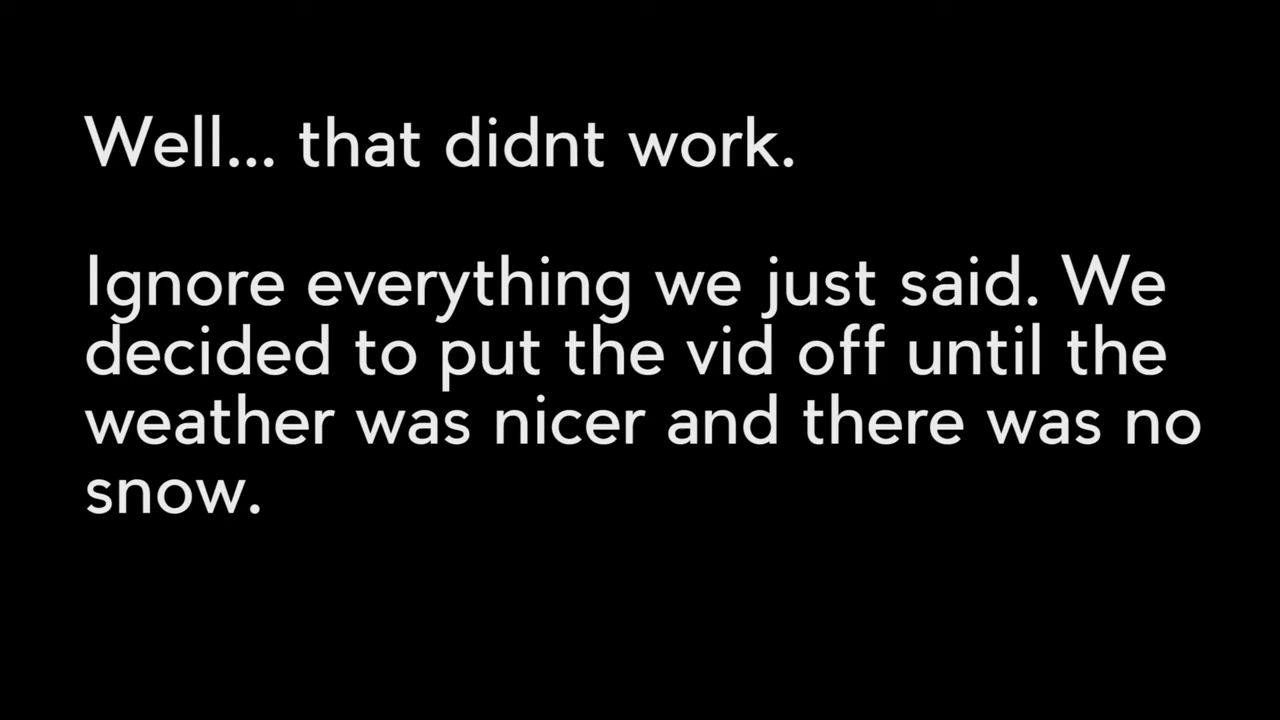 Well... that didnt work.
Ignore everything we just said. We
decided to put the vid off until the
weather was nicer and there was no
snow.